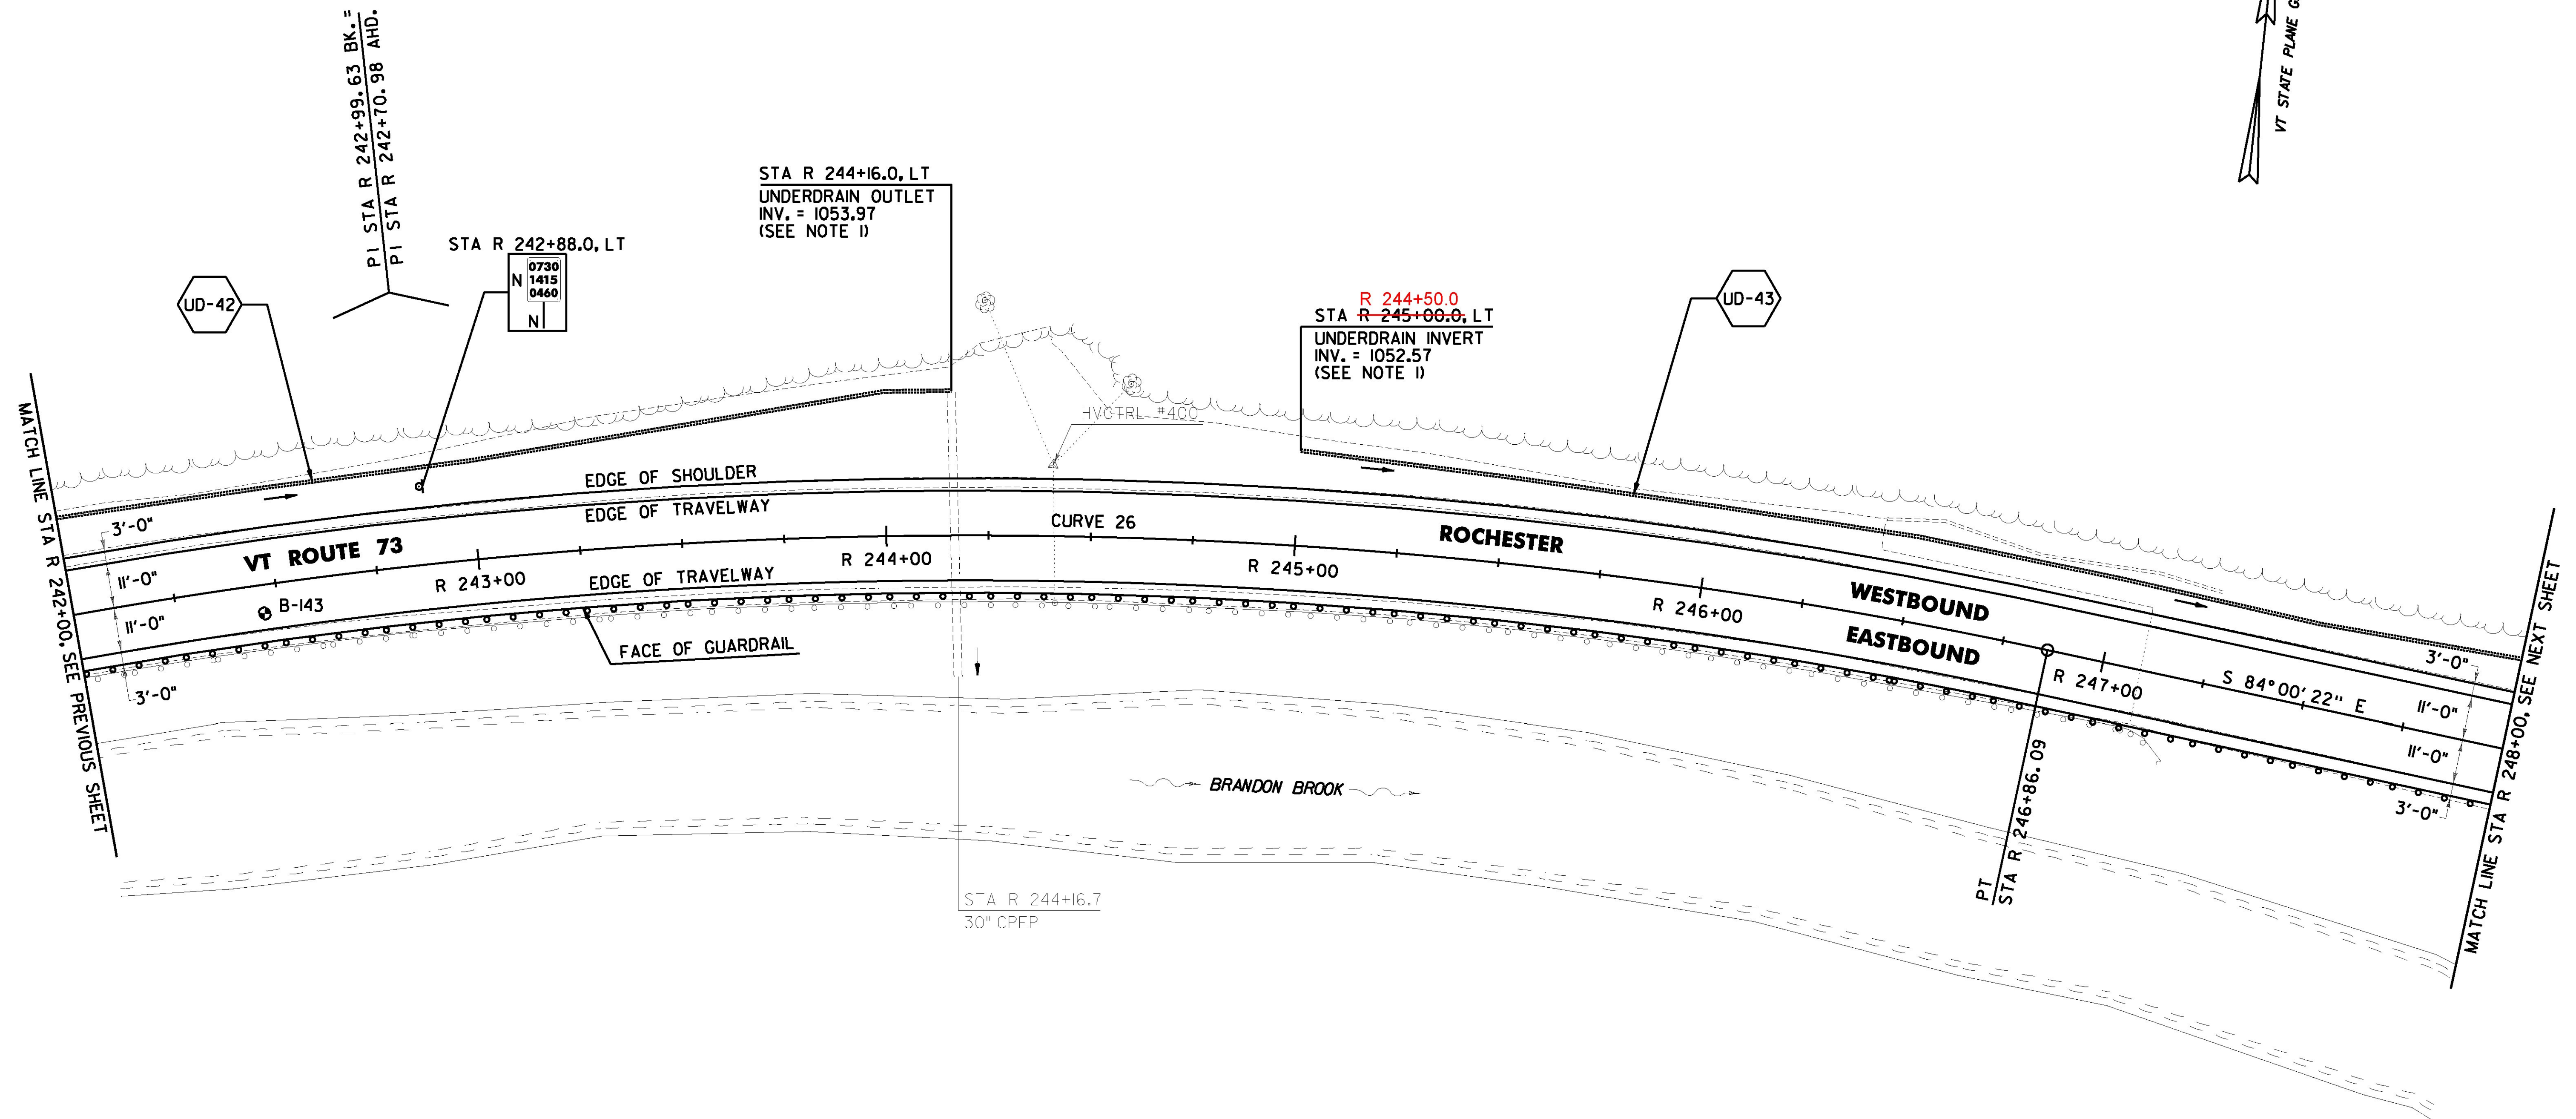 PI STA R 242+99.63 BK.=
PI STA R 242+70.98 AHD.
VT STATE PLANE G
STA R 244+16.0, LT
UNDERDRAIN OUTLET
INV. = 1053.97
(SEE NOTE 1)
STA R 242+88.0, LT
N
0730
1415
0460
N
UD-42
R 244+50.0
STA R 245+00.0, LT
UNDERDRAIN INVERT
INV. = 1052.57
(SEE NOTE 1)
UD-43
HVCTRL #400
MATCH LINE STA R 242+00, SEE PREVIOUS SHEET
EDGE OF SHOULDER
EDGE OF TRAVELWAY
3'-0"
11'-0"
11'-0"
3'-0"
VT ROUTE 73
B-143
R 243+00
EDGE OF TRAVELWAY
FACE OF GUARDRAIL
R 244+00
CURVE 26
R 245+00
ROCHESTER
R 246+00
WESTBOUND
EASTBOUND
R 247+00
S 84°00'22" E
3'-0"
11'-0"
11'-0"
3'-0"
MATCH LINE STA R 248+00, SEE NEXT SHEET
PT
STA R 246+86.09
BRANDON BROOK
STA R 244+16.7
30" CPEP